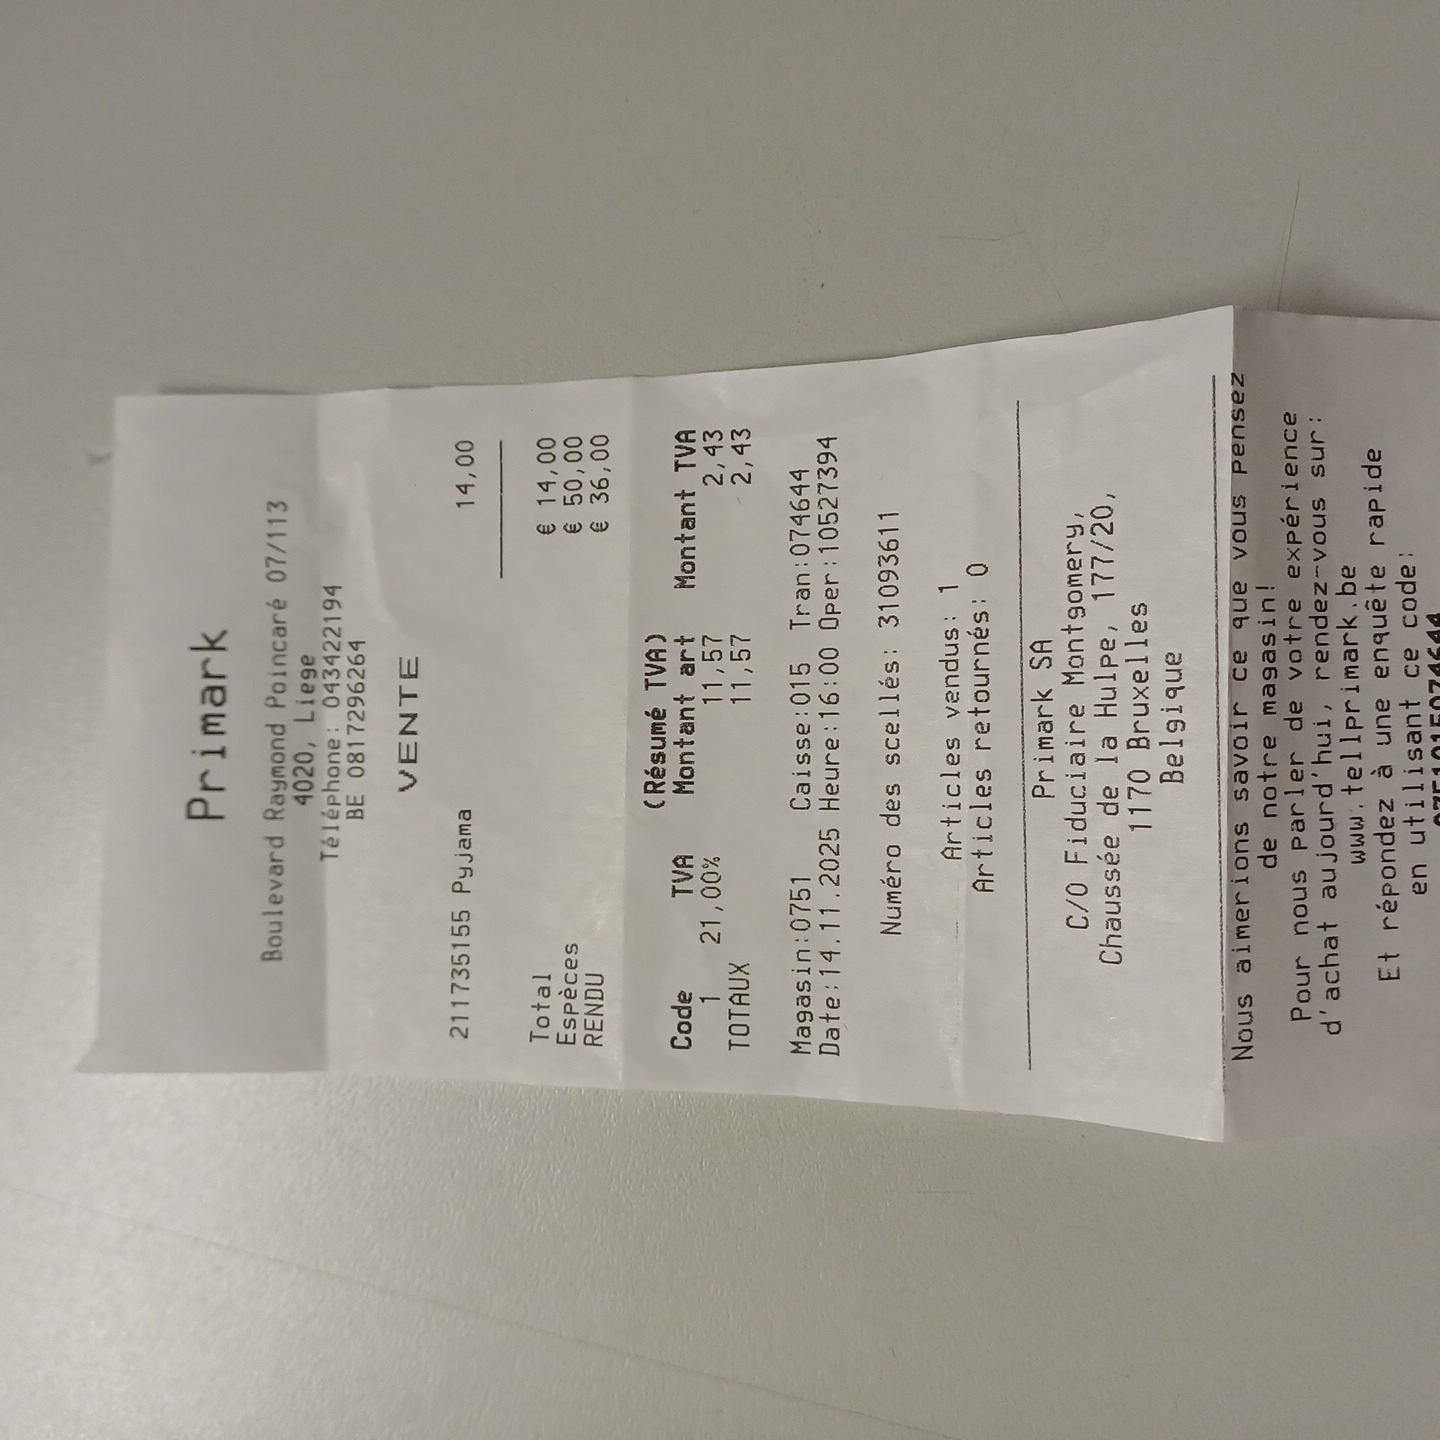 Primark
Boulevard Raymond Poincaré 07/113
4020, Liege
Téléphone: 043422194
BE 0817296264
VENTE
211735155 Pyjama 14,00
Total € 14,00
Espèces € 50,00
RENDU € 36,00
(Résumé TVA)
Code TVA Montant art Montant TVA
1 21,00% 11,57 2,43
TOTAUX 11,57 2,43
Magasin:0751 Caisse:015 Tran:074644
Date:14.11.2025 Heure:16:00 Oper:10527394
Numéro des scellés: 31093611
Articles vendus: 1
Articles retournés: 0
Primark SA
C/O Fiduciaire Montgomery,
Chaussée de la Hulpe, 177/20,
1170 Bruxelles
Belgique
Nous aimerions savoir ce que vous pensez
de notre magasin!
Pour nous parler de votre expérience
d'achat aujourd'hui, rendez-vous sur:
www.tellprimark.be
Et répondez à une enquête rapide
en utilisant ce code: